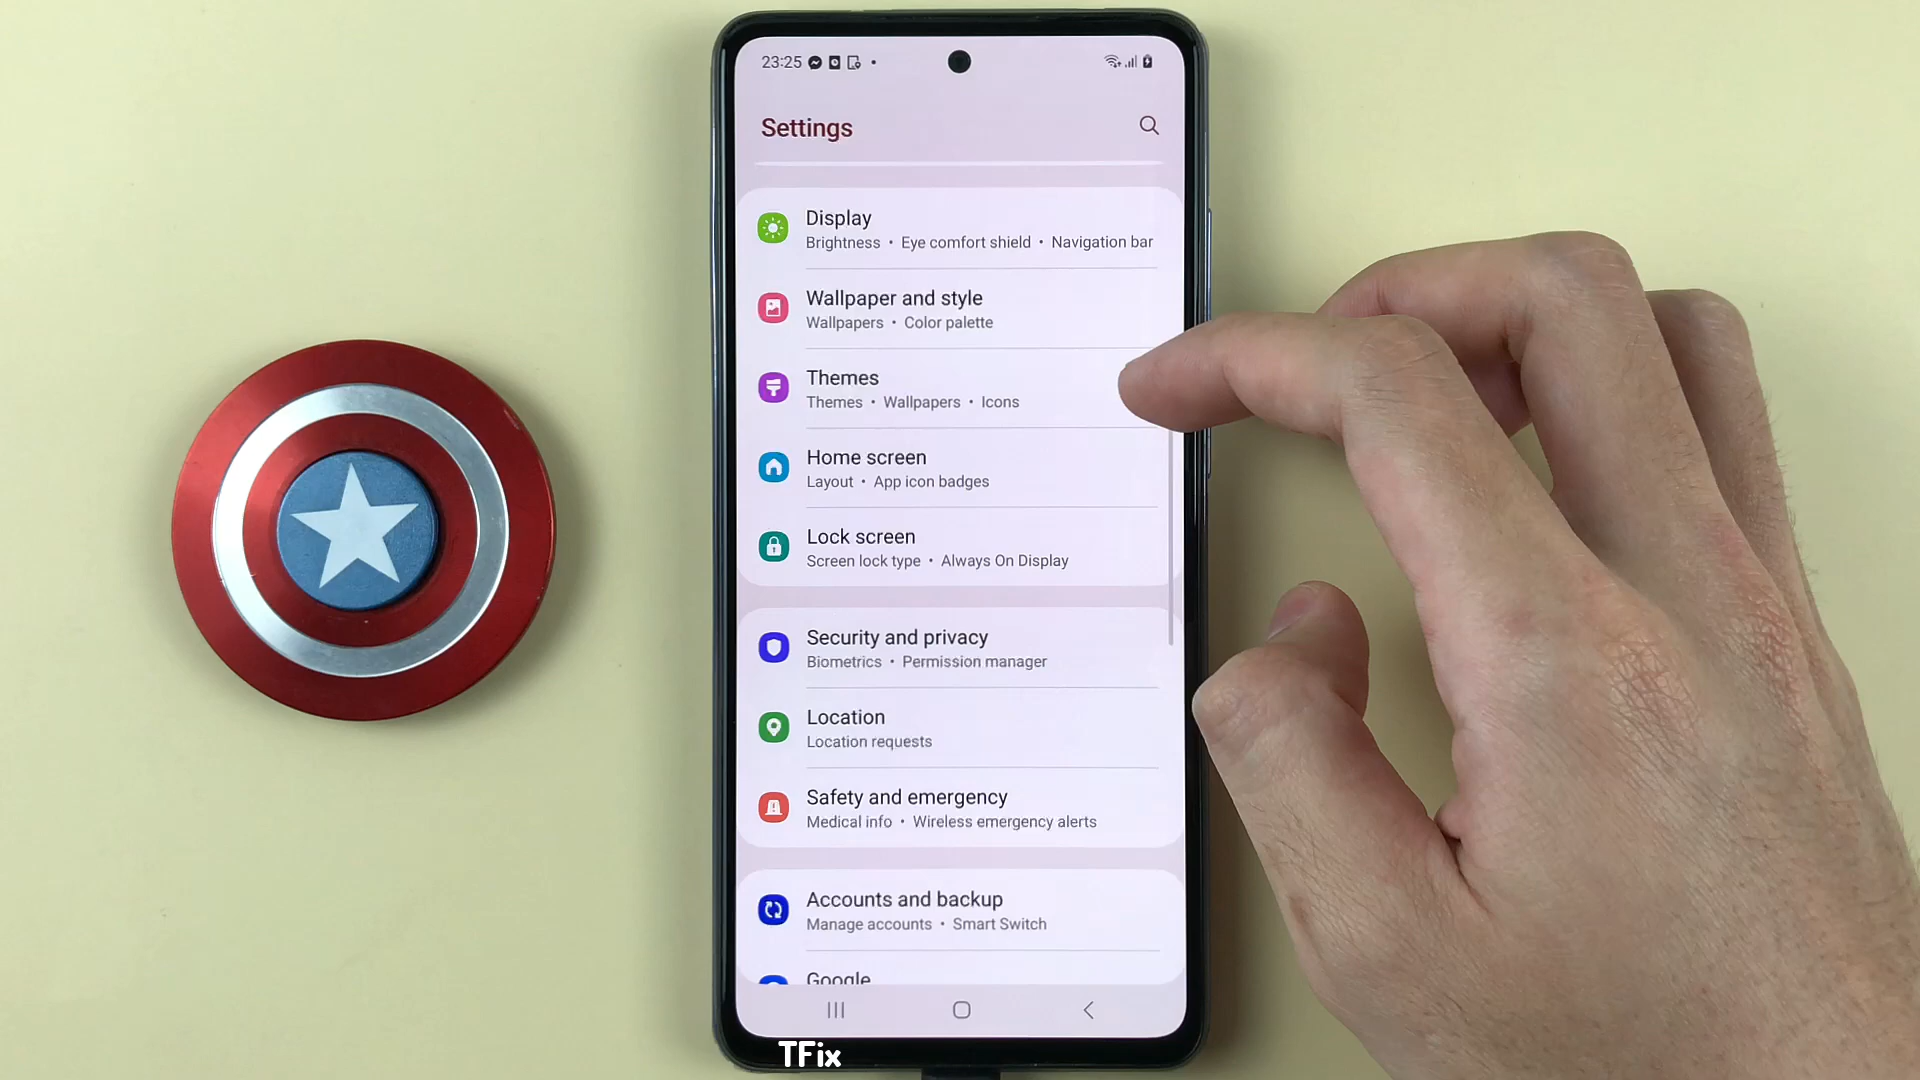 23:25
Settings
Display
Brightness • Eye comfort shield • Navigation bar
Wallpaper and style
Wallpapers • Color palette
Themes
Themes • Wallpapers • Icons
Home screen
Layout • App icon badges
Lock screen
Screen lock type • Always On Display
Security and privacy
Biometrics • Permission manager
Location
Location requests
Safety and emergency
Medical info • Wireless emergency alerts
Accounts and backup
Manage accounts • Smart Switch
Google
TFix